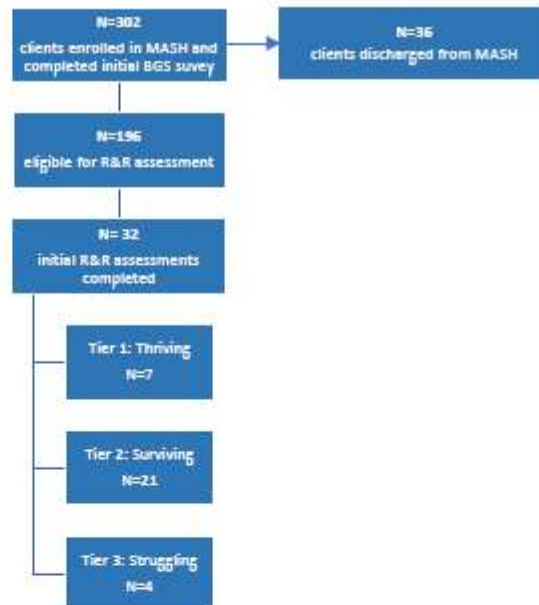 N=302
clients enrolled in MASH and
completed initial BGS suvey
N=36
clients discharged from MASH
N=196
eligible for R&R assessment
N= 32
initial R&R assessments
completed
Tier 1: Thriving
N=7
Tier 2: Surviving
N=21
Tier 3: Struggling
N=4